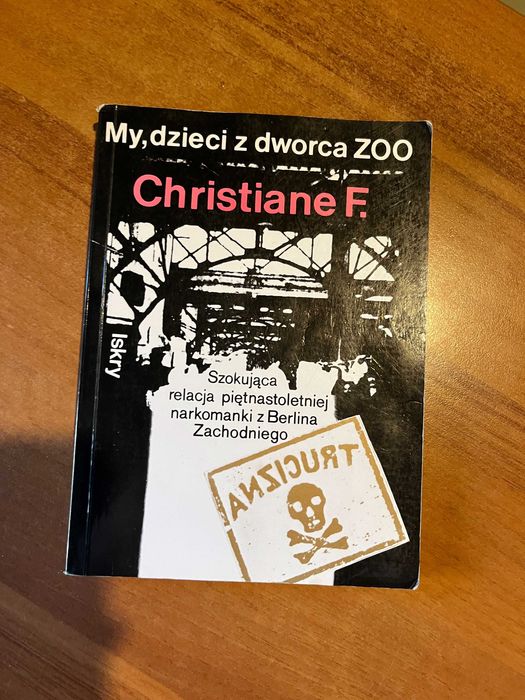 My, dzieci z dworca ZOO
Christiane F.
Iskry
Szokująca
relacja piętnastoletniej
narkomanki z Berlina
Zachodniego
TRUCIZNA